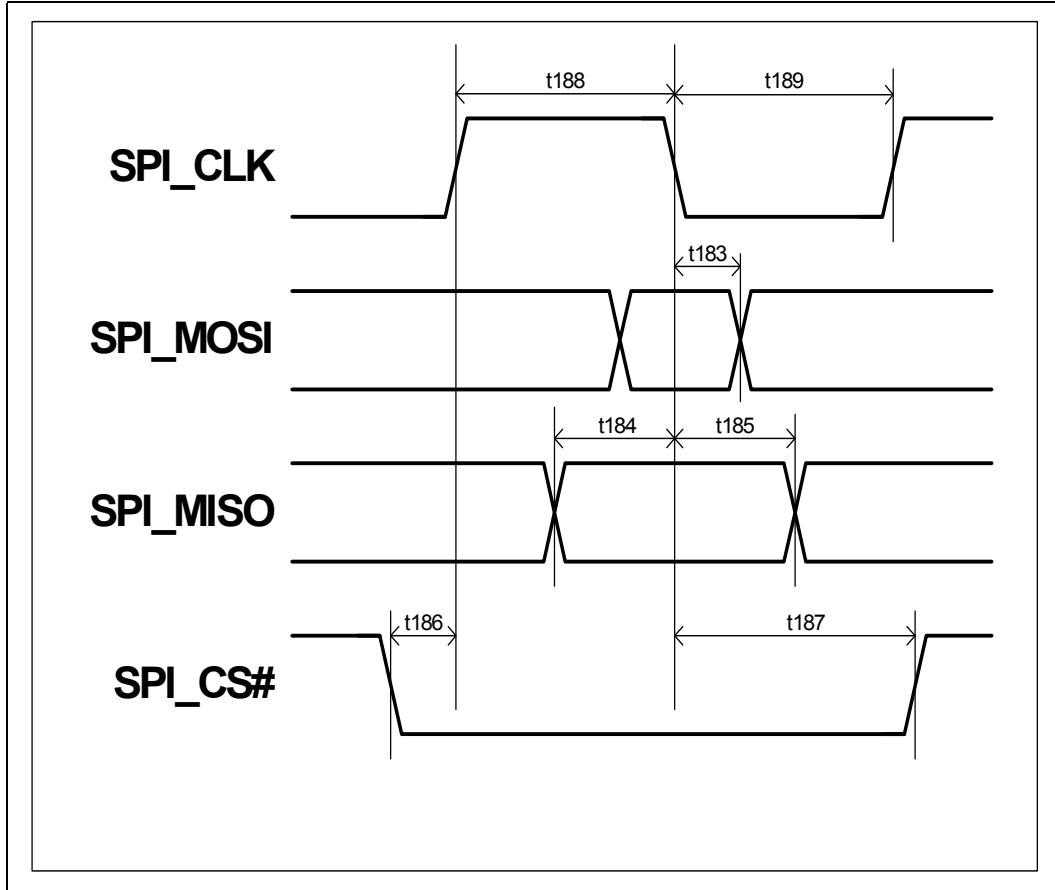 t188
t189
SPI_CLK
t183
SPI_MOSI
t184
t185
SPI_MISO
t186
t187
SPI_CS#